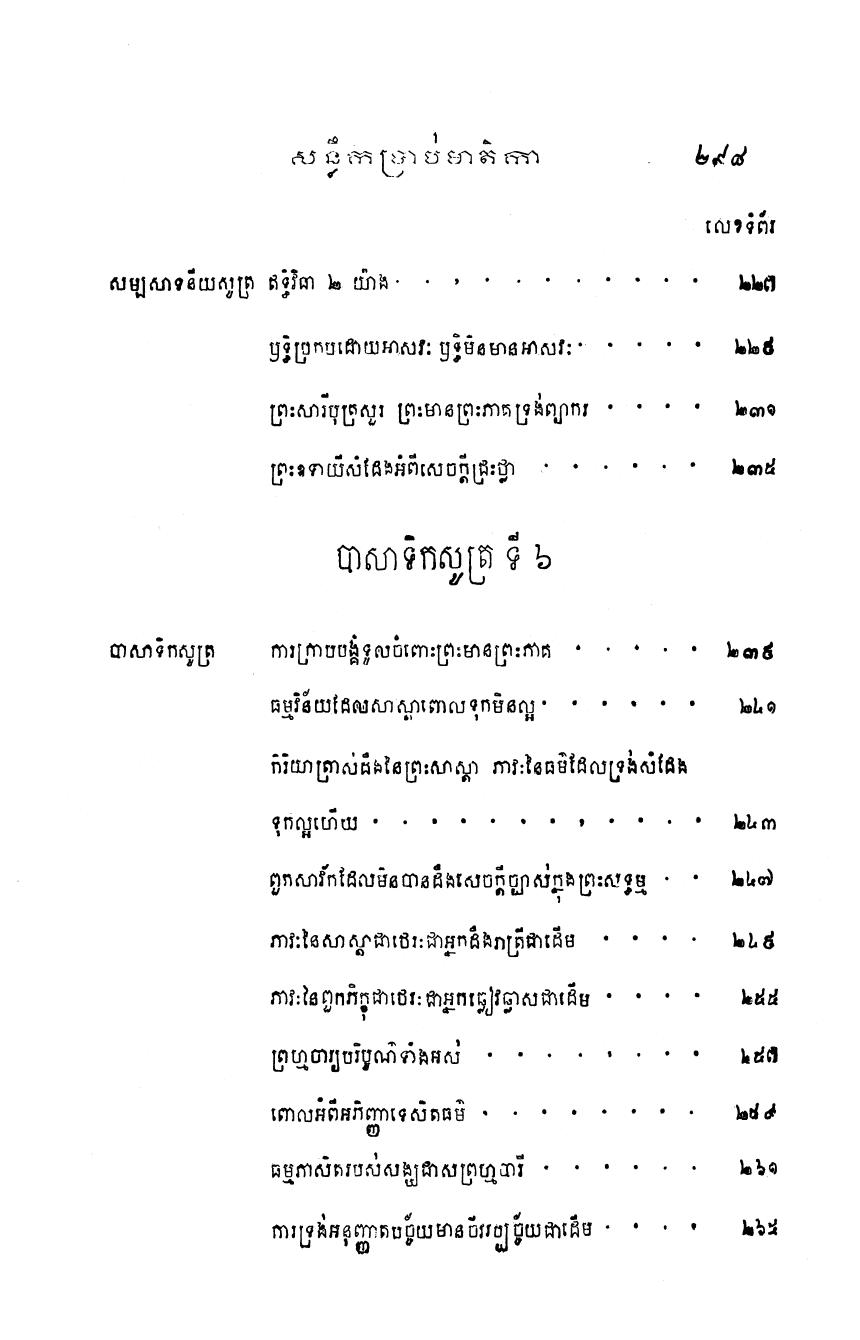 សន្លឹកប្រាប់មាតិកា ២៩៨
លេខទំព័រ
សម្បសាទនីយសូត្រ ឥទ្ធិវិធា ២ យ៉ាង ២២៧
ឫទ្ធិប្រកបដោយអាសវៈ ឫទ្ធិមិនមានអាសវៈ ២២៩
ព្រះសារីបុត្រសួរ ព្រះមានព្រះភាគទ្រង់ព្យាករ ២៣១
ព្រះឧទាយីសំដែងអំពីសេចក្តីជ្រះថ្លា ២៣៥
បាសាទិកសូត្រ ទី ៦
បាសាទិកសូត្រ ការក្រាបបង្គំទូលចំពោះព្រះមានព្រះភាគ ២៣៩
ធម្មវិន័យដែលសាស្តាពោលទុកមិនល្អ ២៤១
កិរិយាត្រាស់ដឹងនៃព្រះសាស្តា ភាវៈនៃធម៌ដែលទ្រង់សំដែង
ទុកល្អហើយ ២៤៣
ពួកសាវ័កដែលមិនបានដឹងសេចក្តីច្បាស់ក្នុងព្រះសទ្ធម្ម ២៤៧
ភាវៈនៃសាស្តាជាថេរៈជាអ្នកដឹងរាត្រីជាដើម ២៤៩
ភាវៈនៃពួកភិក្ខុជាថេរៈជាអ្នកឆ្លៀវឆ្លាសជាដើម ២៥៥
ព្រហ្មចារ្យបរិបូណ៌ទាំងអស់ ២៥៧
ពោលអំពីអភិញ្ញាទេសិតធម៌ ២៥៩
ធម្មភាសិតរបស់សង្ឃជាសព្រហ្មចារី ២៦១
ការទ្រង់អនុញ្ញាតបច្ច័យមានចីវរប្បច្ច័យជាដើម ២៦៥